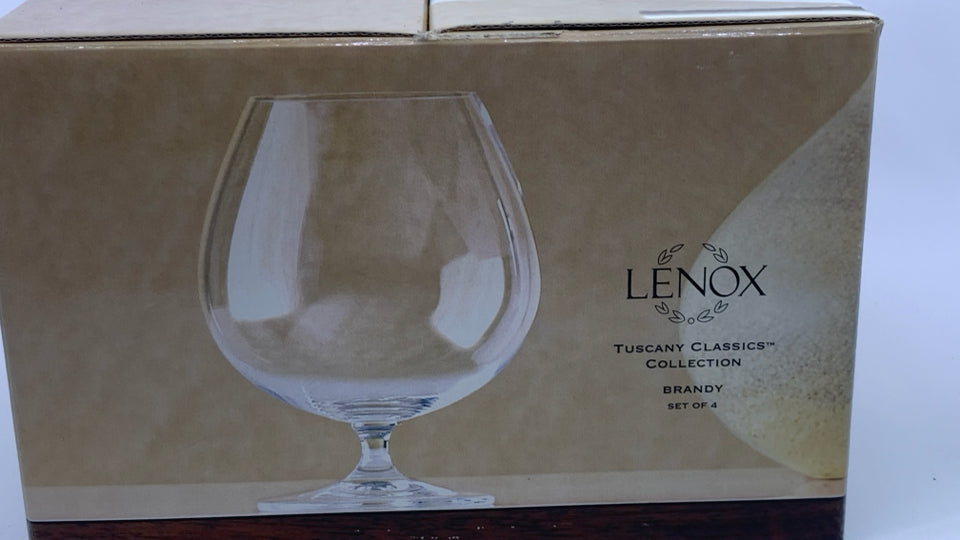 LENOX
TUSCANY CLASSICS™
COLLECTION
BRANDY
SET OF 4